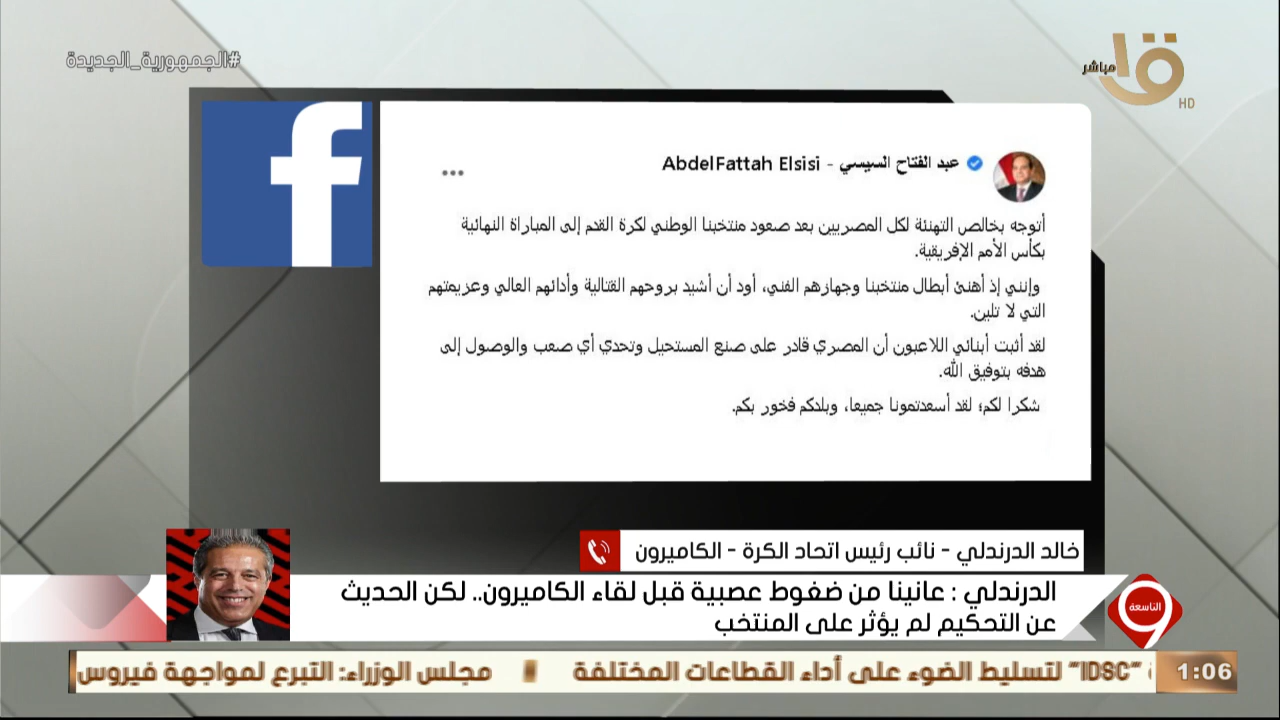 #الجمهورية_الجديدة
مباشر
HD
عبد الفتاح السيسي - AbdelFattah Elsisi
أتوجه بخالص التهنئة لكل المصريين بعد صعود منتخبنا الوطني لكرة القدم إلى المباراة النهائية
بكأس الأمم الإفريقية.
وإنني إذ أهنئ أبطال منتخبنا وجهازهم الفني، أود أن أشيد بروحهم القتالية وأدائهم العالي وعزيمتهم
التي لا تلين.
لقد أثبت أبنائي اللاعبون أن المصري قادر على صنع المستحيل وتحدي أي صعب والوصول إلى
هدفه بتوفيق الله.
شكرا لكم؛ لقد أسعدتمونا جميعا، وبلدكم فخور بكم.
خالد الدرندلي - نائب رئيس اتحاد الكرة - الكاميرون
الدرندلي : عانينا من ضغوط عصبية قبل لقاء الكاميرون.. لكن الحديث
عن التحكيم لم يؤثر على المنتخب
التاسعة
9
"IDSC" لتسليط الضوء على أداء القطاعات المختلفة
مجلس الوزراء: التبرع لمواجهة فيروس
1:06